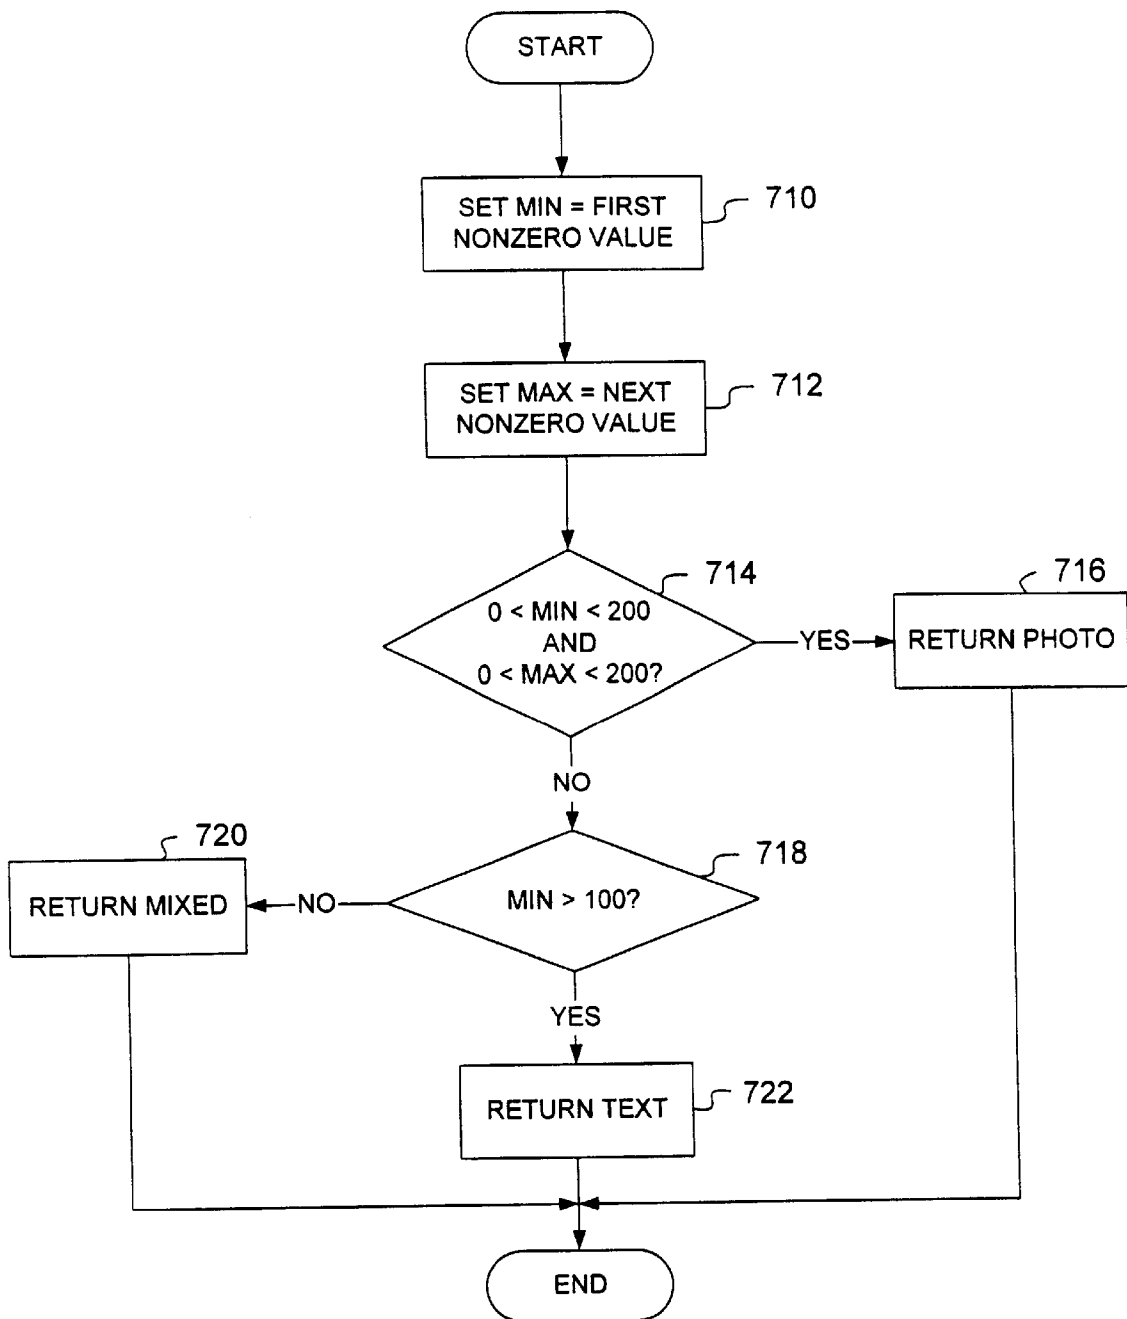 START
SET MIN = FIRST
NONZERO VALUE
710
SET MAX = NEXT
NONZERO VALUE
712
714
0 < MIN < 200
AND
0 < MAX < 200?
YES
716
RETURN PHOTO
NO
720
RETURN MIXED
NO
718
MIN > 100?
YES
RETURN TEXT
722
END